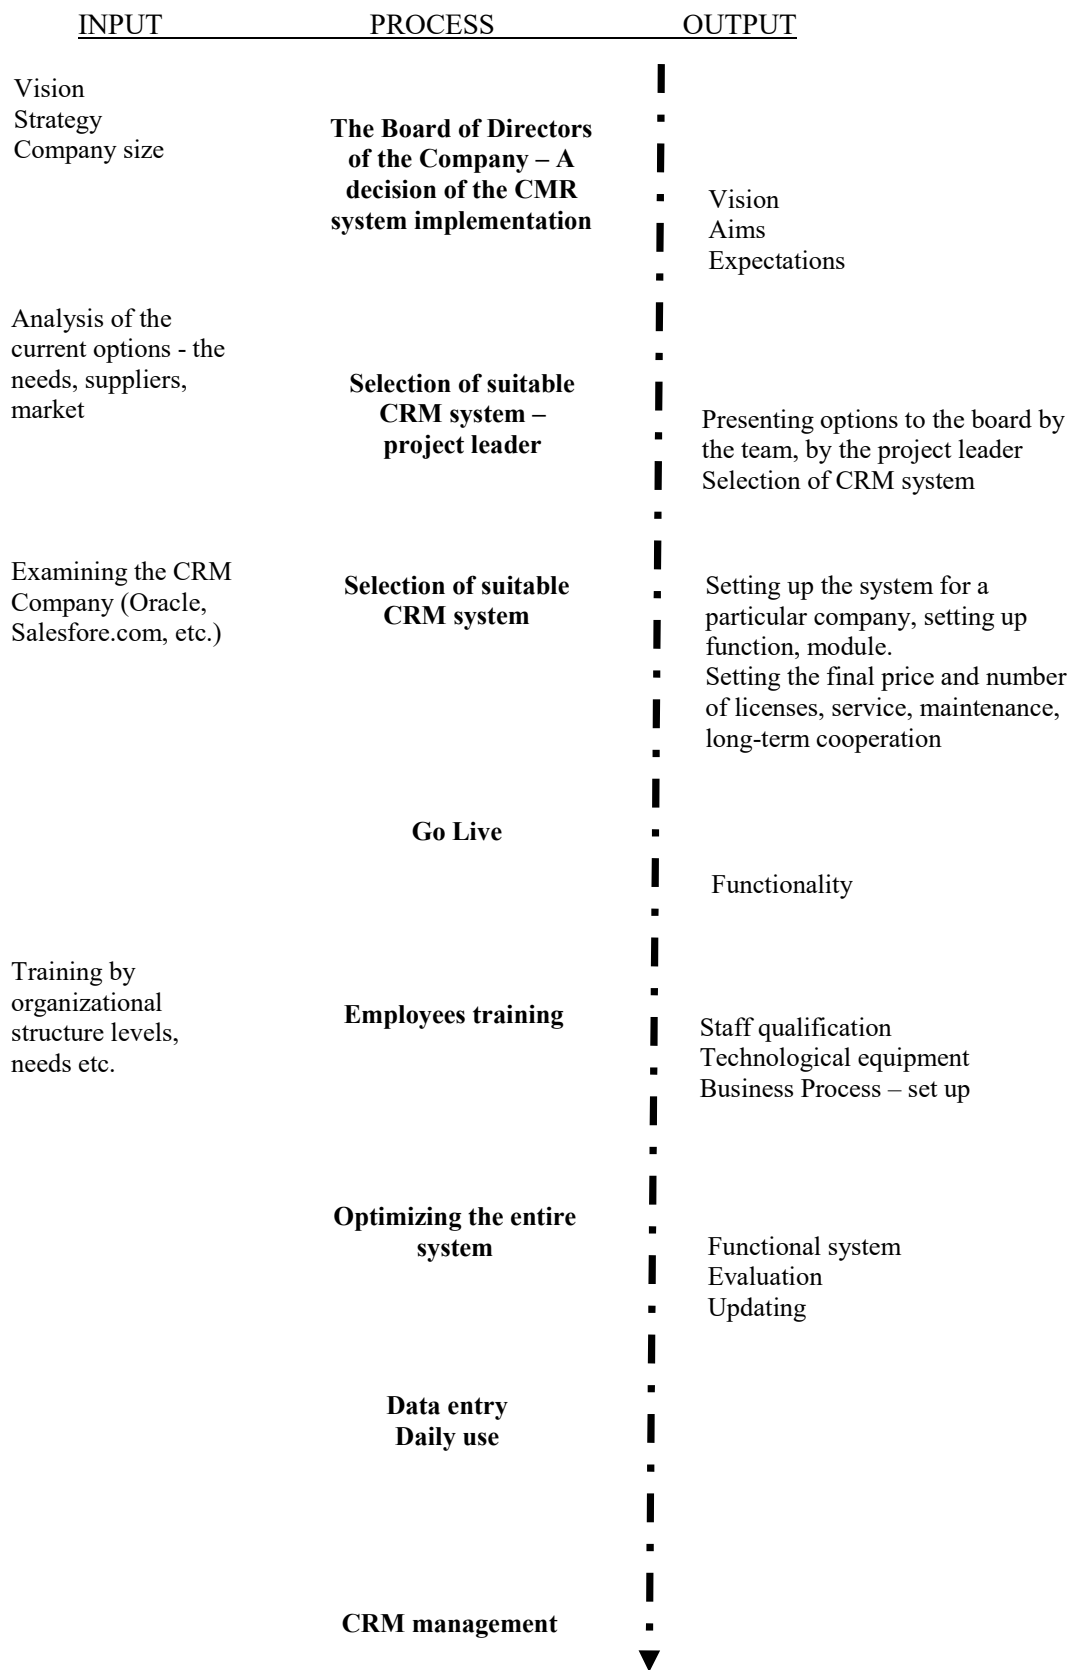 INPUT PROCESS OUTPUT
Vision
Strategy
Company size
The Board of Directors
of the Company – A
decision of the CMR
system implementation
Vision
Aims
Expectations
Analysis of the
current options - the
needs, suppliers,
market
Selection of suitable
CRM system –
project leader
Presenting options to the board by
the team, by the project leader
Selection of CRM system
Examining the CRM
Company (Oracle,
Salesfore.com, etc.)
Selection of suitable
CRM system
Setting up the system for a
particular company, setting up
function, module.
Setting the final price and number
of licenses, service, maintenance,
long-term cooperation
Go Live
Functionality
Training by
organizational
structure levels,
needs etc.
Employees training
Staff qualification
Technological equipment
Business Process – set up
Optimizing the entire
system
Functional system
Evaluation
Updating
Data entry
Daily use
CRM management